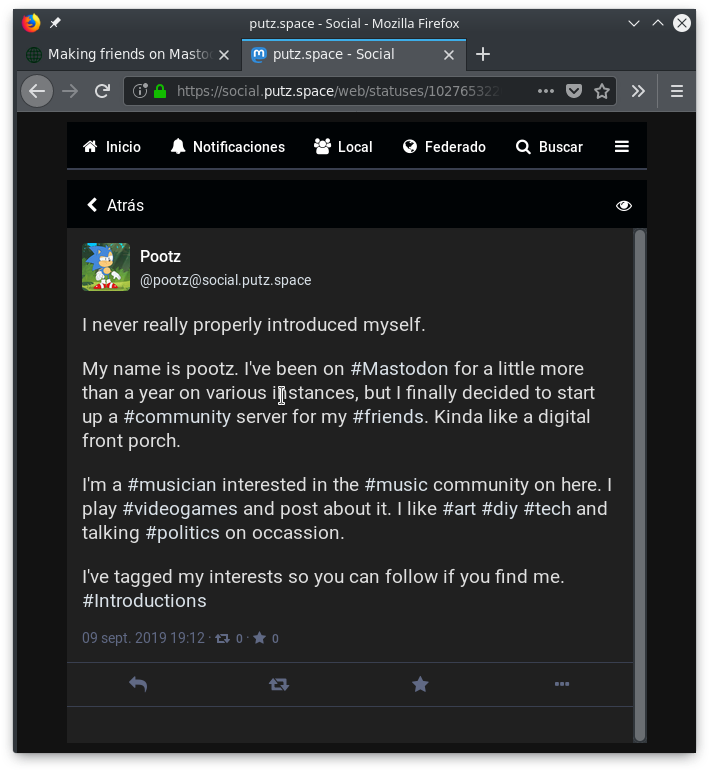 putz.space - Social - Mozilla Firefox
Making friends on Masto
putz.space - Social
https://social.putz.space/web/statuses/102765322
Inicio
Notificaciones
Local
Federado
Buscar
Atrás
Pootz
@pootz@social.putz.space
I never really properly introduced myself.
My name is pootz. I've been on #Mastodon for a little more
than a year on various instances, but I finally decided to start
up a #community server for my #friends. Kinda like a digital
front porch.
I'm a #musician interested in the #music community on here. I
play #videogames and post about it. I like #art #diy #tech and
talking #politics on occassion.
I've tagged my interests so you can follow if you find me.
#Introductions
09 sept. 2019 19:12 · 0 · 0